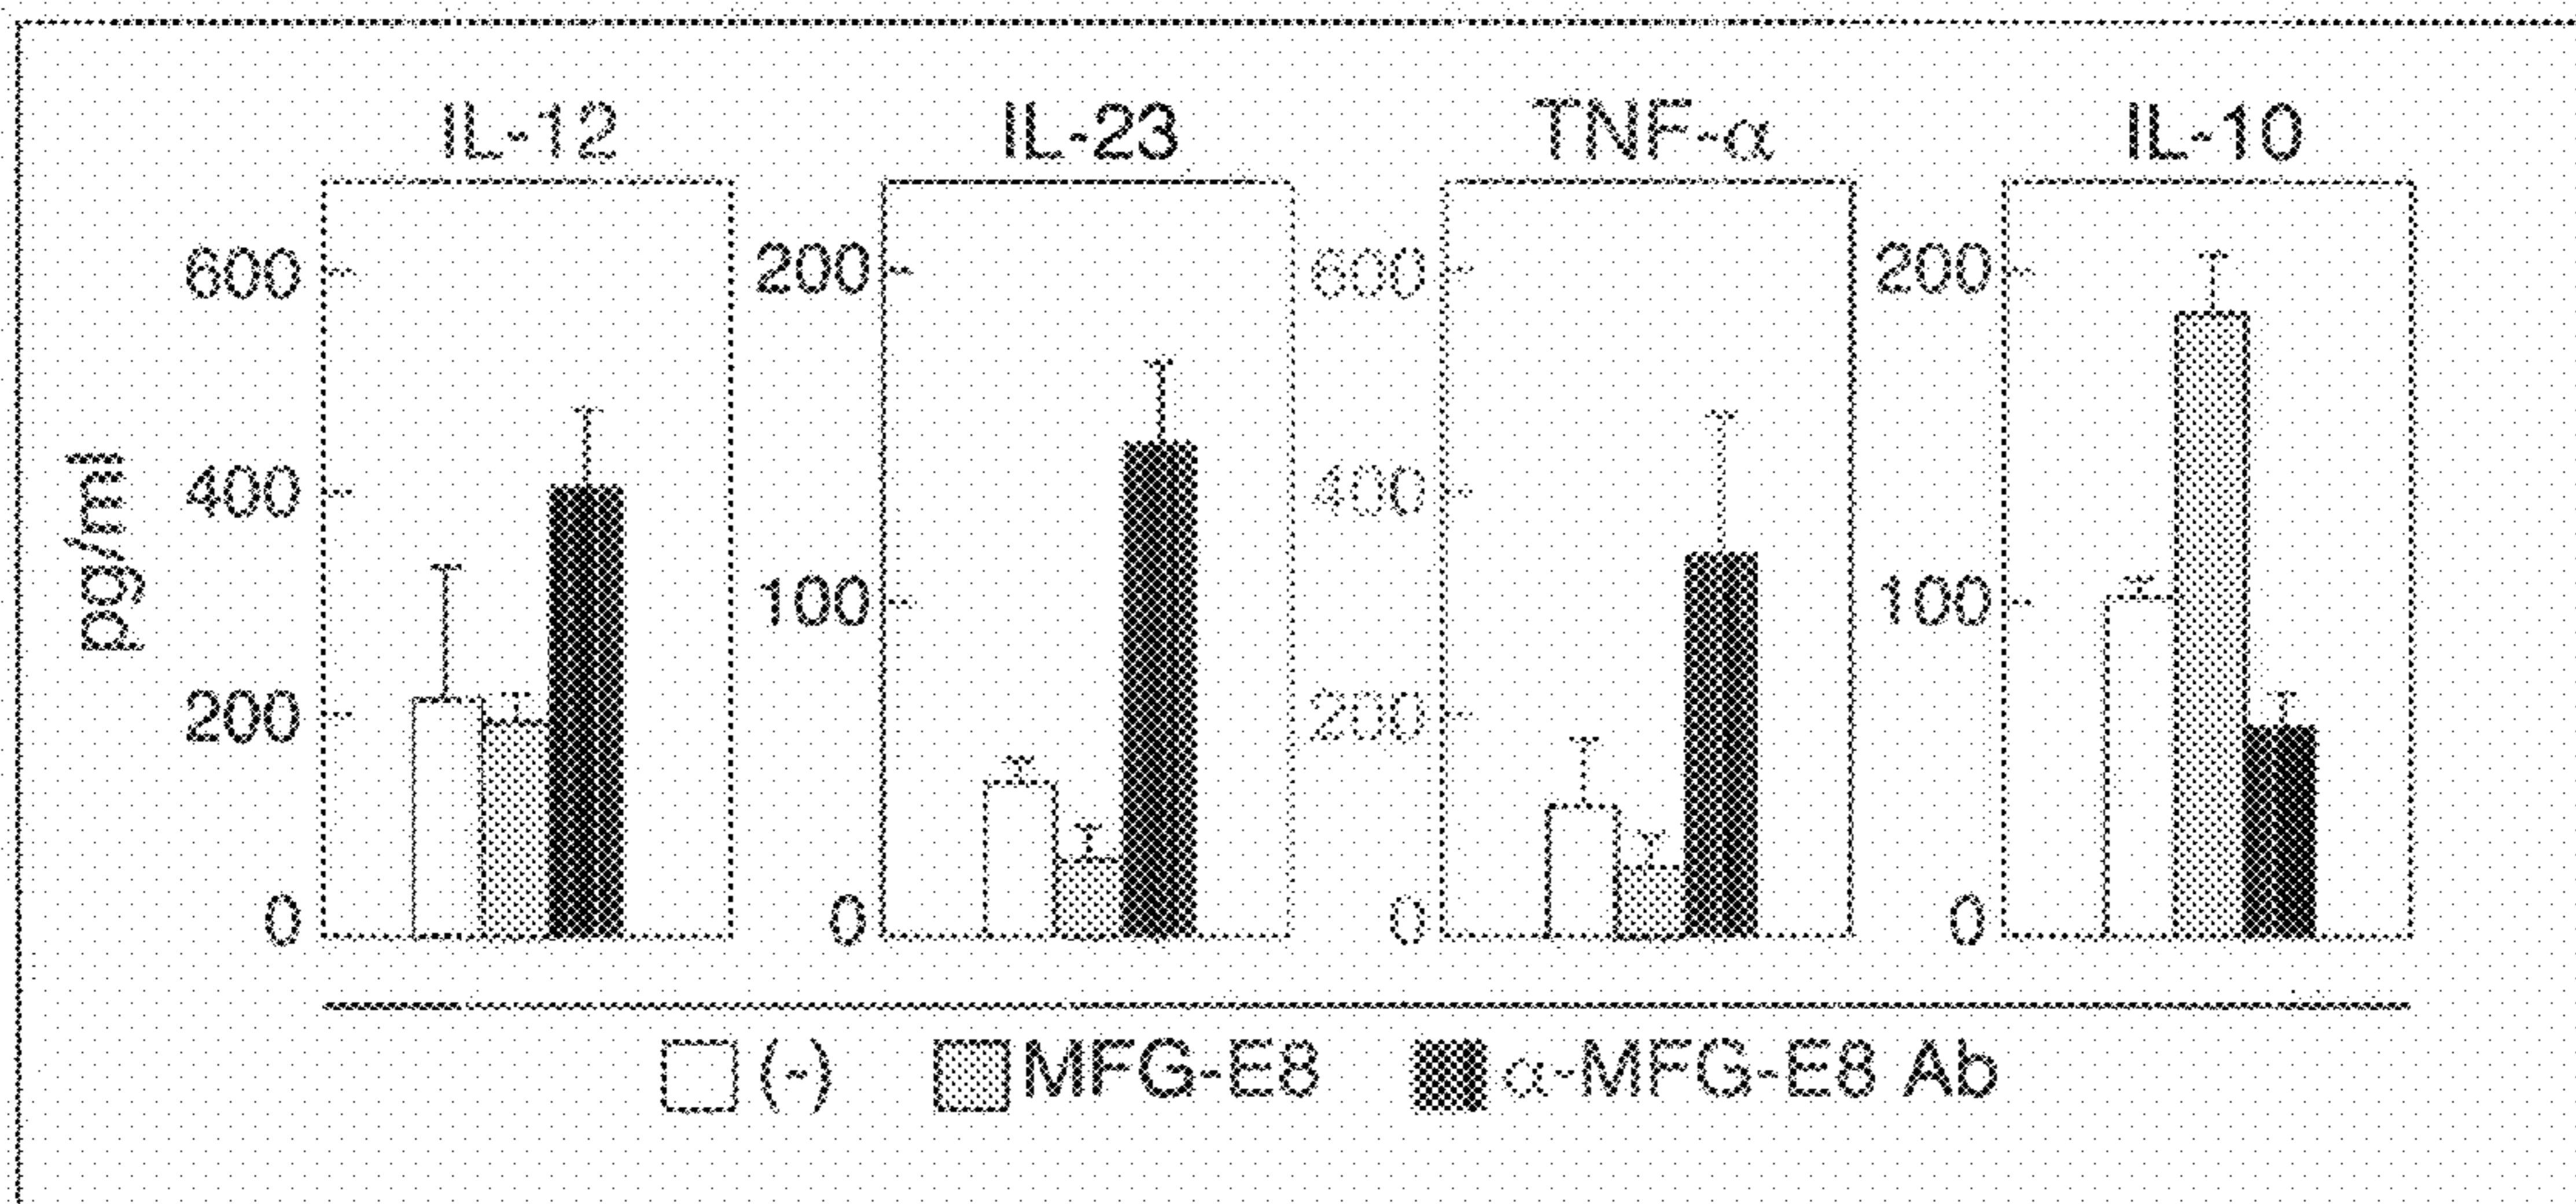 IL-12 IL-23 TNF-α IL-10
600 200 600 200
400 400
100 100
200 200
0 0 0 0
pg/ml
(-) MFG-E8 α-MFG-E8 Ab